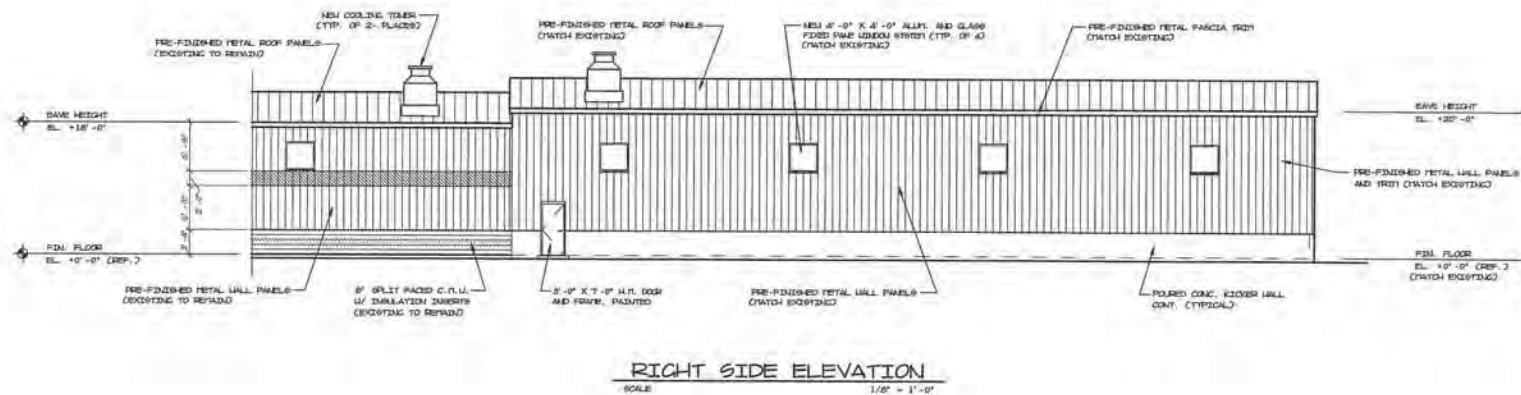 NEW COOLING TOWER
(TYP. OF 2- PLACES)
PRE-FINISHED METAL ROOF PANELS
(EXISTING TO REMAIN)
PRE-FINISHED METAL ROOF PANELS
(MATCH EXISTING)
NEW 4'-0" X 4'-0" ALUM. AND GLASS
FIXED PANE WINDOW SYSTEM (TYP. OF 4)
(MATCH EXISTING)
PRE-FINISHED METAL FASCIA TRIM
(MATCH EXISTING)
EAVE HEIGHT
EL. +18'-0"
EAVE HEIGHT
EL. +20'-0"
PRE-FINISHED METAL WALL PANELS
AND TRIM (MATCH EXISTING)
FIN. FLOOR
EL. +0'-0" (REF.)
FIN. FLOOR
EL. +0'-0" (REF.)
(MATCH EXISTING)
PRE-FINISHED METAL WALL PANELS
(EXISTING TO REMAIN)
8" SPLIT FACED C.M.U.
W/ INSULATION INSERTS
(EXISTING TO REMAIN)
3'-0" X 7'-0" H.M. DOOR
AND FRAME, PAINTED
PRE-FINISHED METAL WALL PANELS
(MATCH EXISTING)
POURED CONC. KICKER WALL
CONT. (TYPICAL)
RIGHT SIDE ELEVATION
SCALE 1/8" = 1'-0"